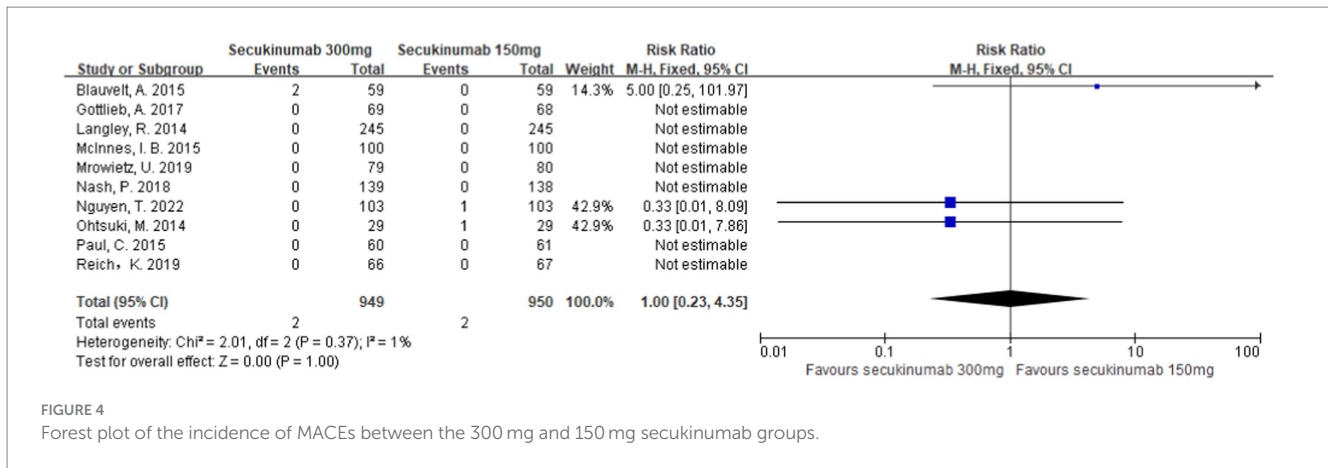 Secukinumab 300mg Secukinumab 150mg Risk Ratio Risk Ratio
Study or Subgroup Events Total Events Total Weight M-H, Fixed, 95% CI M-H, Fixed, 95% CI
Blauvelt, A. 2015 2 59 0 59 14.3% 5.00 [0.25, 101.97]
Gottlieb, A. 2017 0 69 0 68 Not estimable
Langley, R. 2014 0 245 0 245 Not estimable
McInnes, I. B. 2015 0 100 0 100 Not estimable
Mrowietz, U. 2019 0 79 0 80 Not estimable
Nash, P. 2018 0 139 0 138 Not estimable
Nguyen, T. 2022 0 103 1 103 42.9% 0.33 [0.01, 8.09]
Ohtsuki, M. 2014 0 29 1 29 42.9% 0.33 [0.01, 7.86]
Paul, C. 2015 0 60 0 61 Not estimable
Reich，K. 2019 0 66 0 67 Not estimable
Total (95% CI) 949 950 100.0% 1.00 [0.23, 4.35]
Total events 2 2
Heterogeneity: Chi² = 2.01, df = 2 (P = 0.37); I² = 1%
Test for overall effect: Z = 0.00 (P = 1.00)
0.01 0.1 1 10 100
Favours secukinumab 300mg Favours secukinumab 150mg
FIGURE 4
Forest plot of the incidence of MACEs between the 300 mg and 150 mg secukinumab groups.